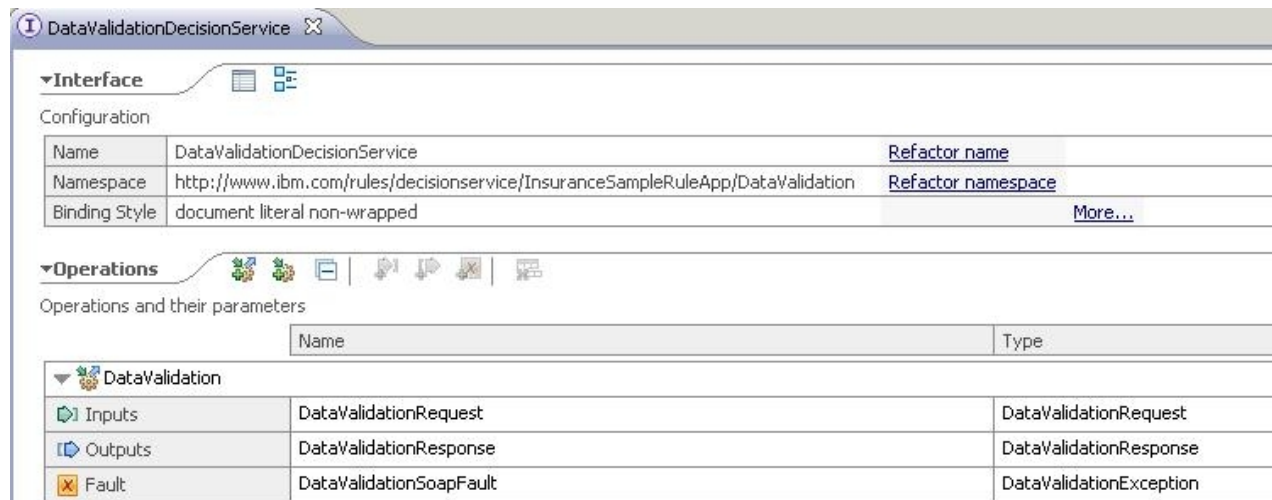 DataValidationDecisionService
Interface
Configuration
Name DataValidationDecisionService Refactor name
Namespace http://www.ibm.com/rules/decisionservice/InsuranceSampleRuleApp/DataValidation Refactor namespace
Binding Style document literal non-wrapped More...
Operations
Operations and their parameters
Name Type
DataValidation
Inputs DataValidationRequest DataValidationRequest
Outputs DataValidationResponse DataValidationResponse
Fault DataValidationSoapFault DataValidationException